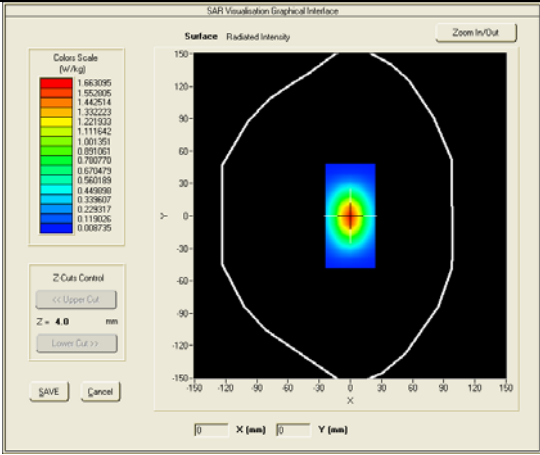 SAR Visualisation Graphical Interface
Surface Radiated Intensity
Zoom In/Out
Colors Scale
(W/kg)
1.663095
1.552805
1.442514
1.332223
1.221933
1.111642
1.001351
0.891061
0.780770
0.670479
0.560189
0.449898
0.339607
0.229317
0.119026
0.008735
Z-Cuts Control
<< Upper Cut
Z = 4.0 mm
Lower Cut >>
SAVE
Cancel
150
120
90
60
30
0
-30
-60
-90
-120
-150
Y
-150 -120 -90 -60 -30 0 30 60 90 120 150
X
0 X (mm) 0 Y (mm)